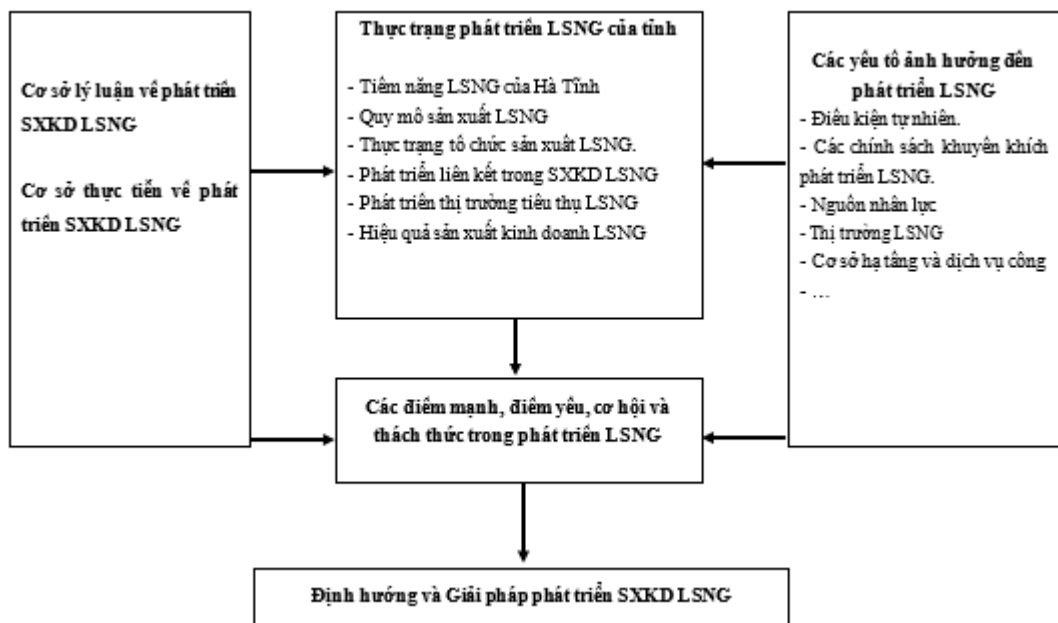 Cơ sở lý luận về phát triển
SXKD LSNG
Cơ sở thực tiễn về phát
triển SXKD LSNG
Thực trạng phát triển LSNG của tỉnh
- Tiềm năng LSNG của Hà Tĩnh
- Quy mô sản xuất LSNG
- Thực trạng tổ chức sản xuất LSNG.
- Phát triển liên kết trong SXKD LSNG
- Phát triển thị trường tiêu thụ LSNG
- Hiệu quả sản xuất kinh doanh LSNG
Các yếu tố ảnh hưởng đến
phát triển LSNG
- Điều kiện tự nhiên.
- Các chính sách khuyến khích
phát triển LSNG.
- Nguồn nhân lực
- Thị trường LSNG
- Cơ sở hạ tầng và dịch vụ công
- ...
Các điểm mạnh, điểm yếu, cơ hội và
thách thức trong phát triển LSNG
Định hướng và Giải pháp phát triển SXKD LSNG